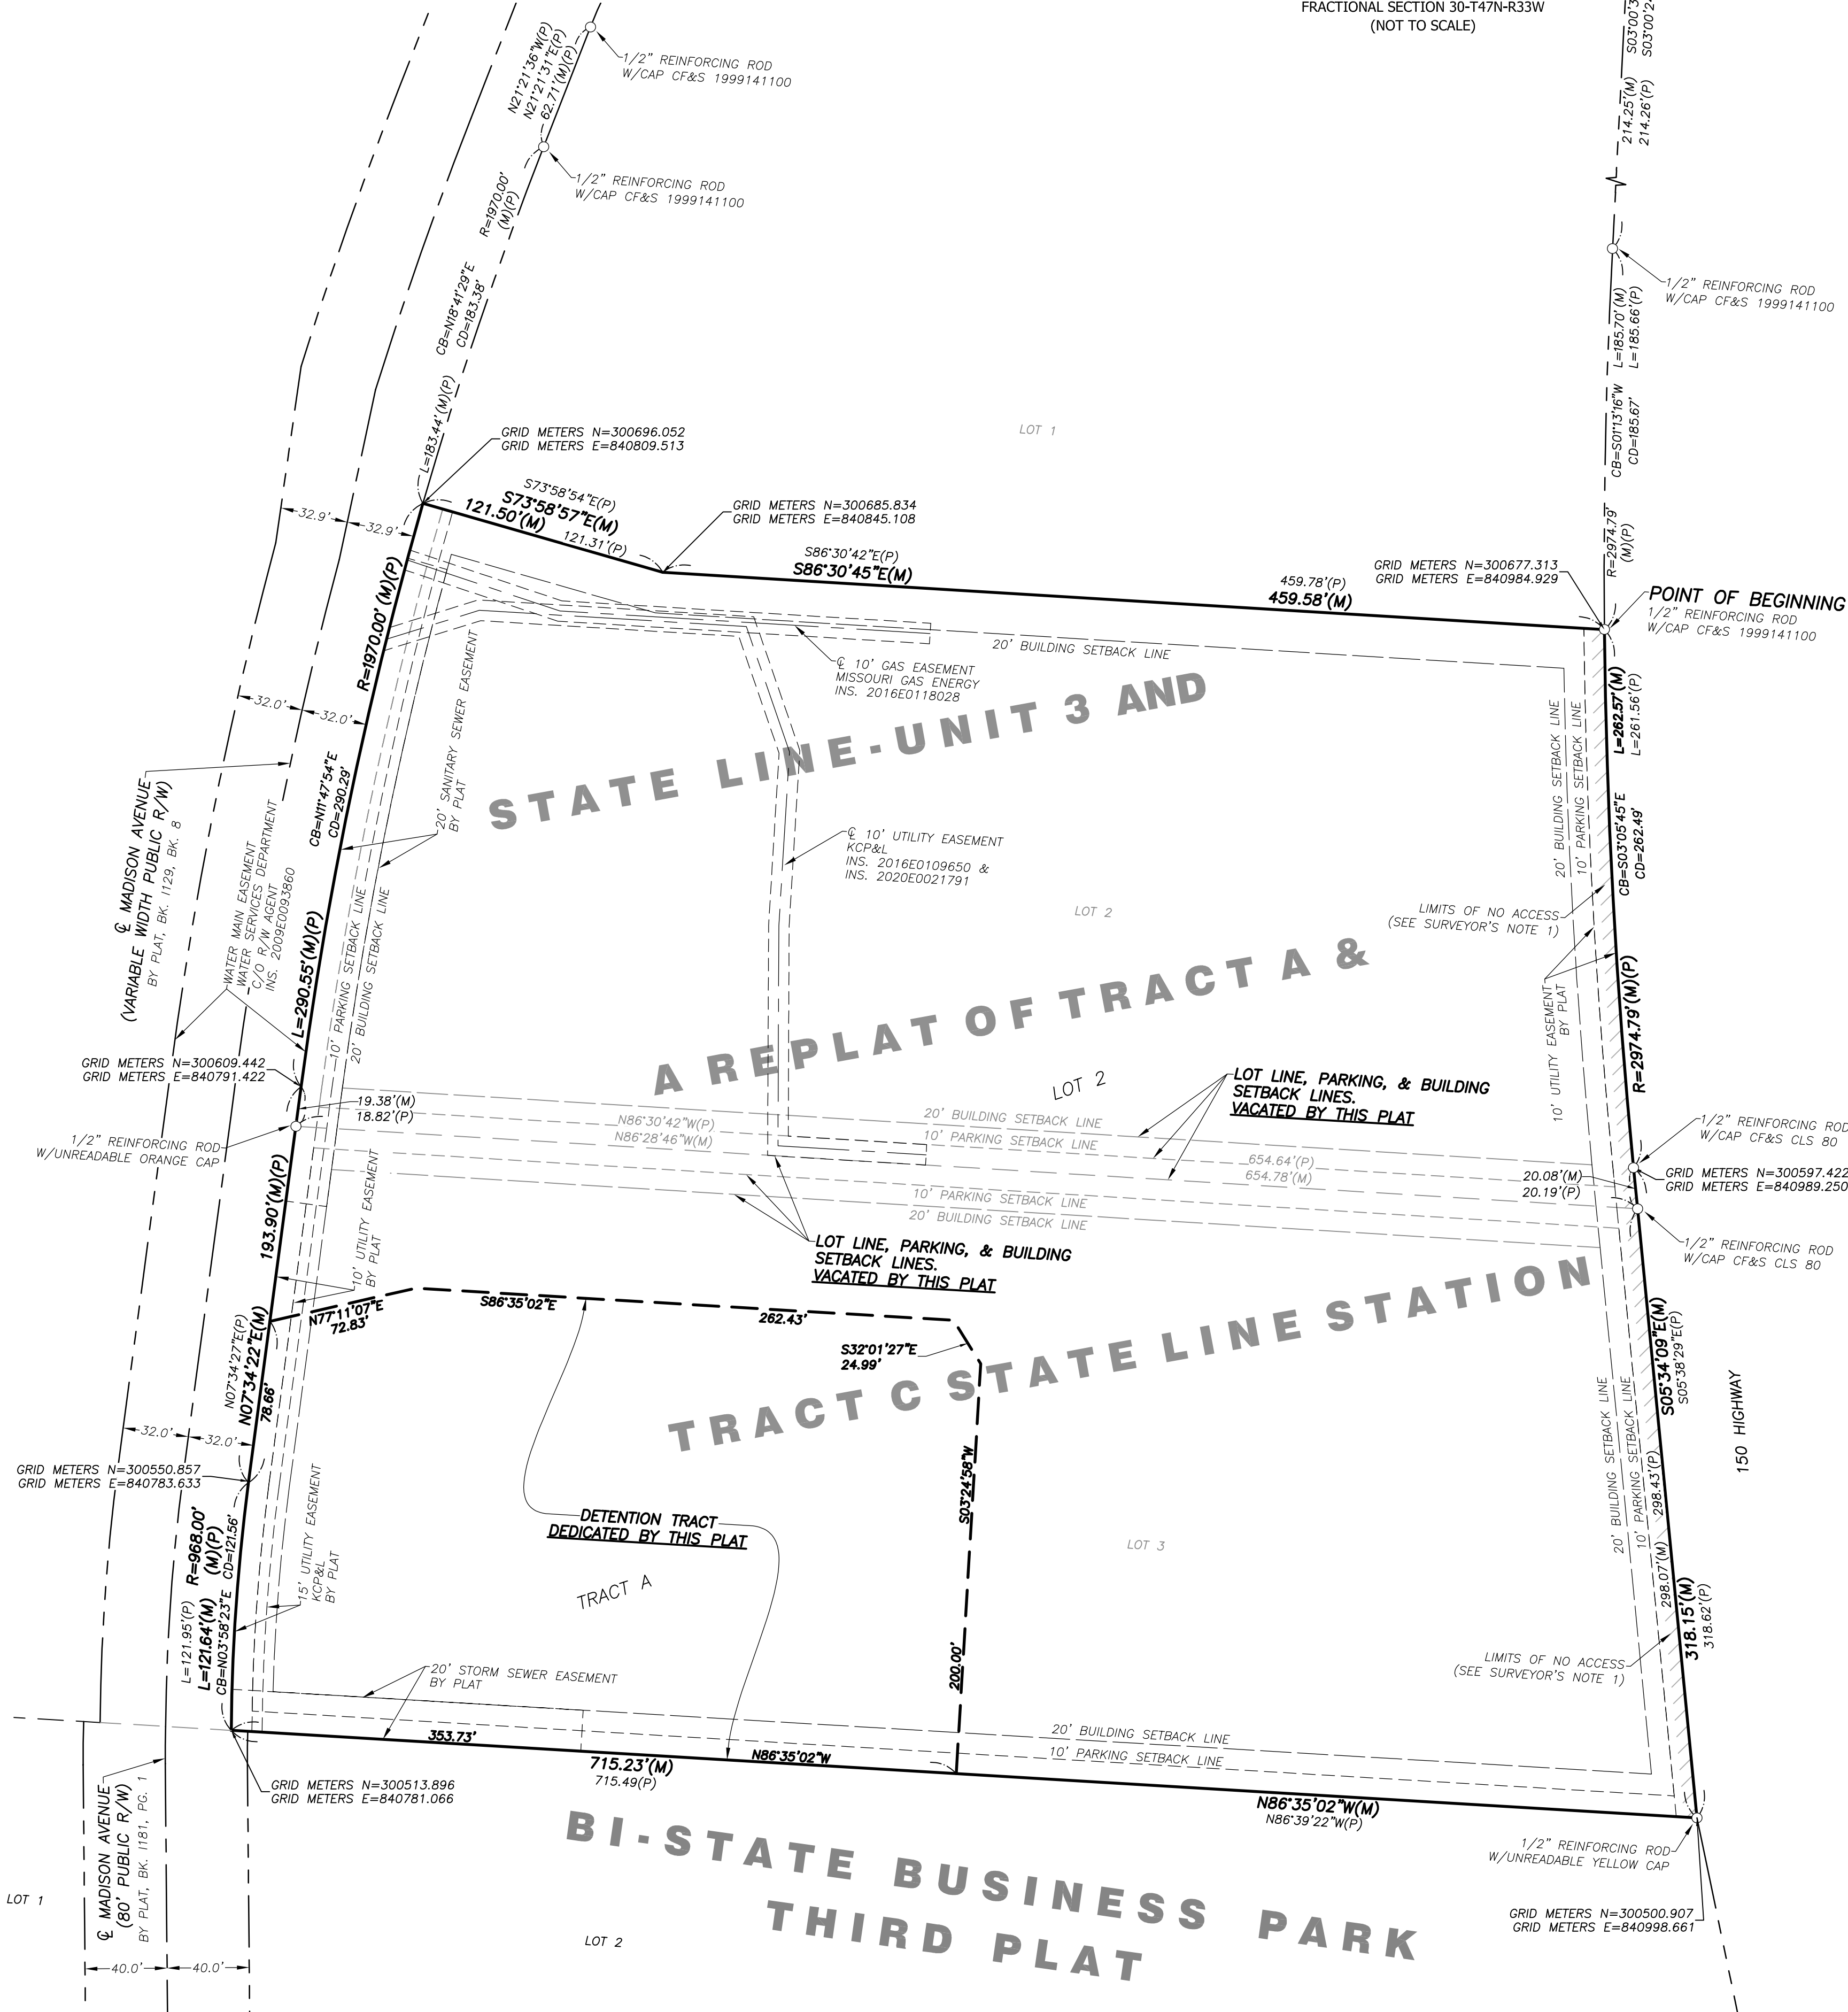 FRACTIONAL SECTION 30-T47N-R33W
(NOT TO SCALE)
N21°21'36"W(P)
N21°21'31"E(P)
62.71'(M)(P)
1/2" REINFORCING ROD
W/CAP CF&S 1999141100
1/2" REINFORCING ROD
W/CAP CF&S 1999141100
R=1970.00'
(M)(P)
CB=N18°41'29"E
CD=183.38'
L=183.44'(M)(P)
214.25'(M)
214.26'(P)
1/2" REINFORCING ROD
W/CAP CF&S 1999141100
L=185.70'(M)
L=185.66'(P)
CB=S01°13'16"W
CD=185.67'
R=2974.79'
(M)(P)
LOT 1
GRID METERS N=300696.052
GRID METERS E=840809.513
S73°58'54"E(P)
S73°58'57"E(M)
121.50'(M)
121.31'(P)
GRID METERS N=300685.834
GRID METERS E=840845.108
S86°30'42"E(P)
S86°30'45"E(M)
459.78'(P)
459.58'(M)
GRID METERS N=300677.313
GRID METERS E=840984.929
POINT OF BEGINNING
1/2" REINFORCING ROD
W/CAP CF&S 1999141100
32.9'
32.9'
R=1970.00' (M)(P)
20' BUILDING SETBACK LINE
℄ 10' GAS EASEMENT
MISSOURI GAS ENERGY
INS. 2016E0118028
32.0'
32.0'
20' SANITARY SEWER EASEMENT
BY PLAT
STATE LINE-UNIT 3 AND
L=262.57'(M)
L=261.56'(P)
20' BUILDING SETBACK LINE
10' PARKING SETBACK LINE
CB=S03°05'45"E
CD=262.49'
CB=N11°47'54"E
CD=290.29'
℄ MADISON AVENUE
(VARIABLE WIDTH PUBLIC R/W)
BY PLAT, BK. I129, BK. 8
WATER MAIN EASEMENT
WATER SERVICES DEPARTMENT
C/O R/W AGENT
INS. 2009E0093860
L=290.55'(M)(P)
10' PARKING SETBACK LINE
20' BUILDING SETBACK LINE
℄ 10' UTILITY EASEMENT
KCP&L
INS. 2016E0109650 &
INS. 2020E0021791
LOT 2
LIMITS OF NO ACCESS
(SEE SURVEYOR'S NOTE 1)
A REPLAT OF TRACT A &
10' UTILITY EASEMENT
BY PLAT
R=2974.79'(M)(P)
GRID METERS N=300609.442
GRID METERS E=840791.422
19.38'(M)
18.82'(P)
1/2" REINFORCING ROD
W/UNREADABLE ORANGE CAP
LOT 2
LOT LINE, PARKING, & BUILDING
SETBACK LINES.
VACATED BY THIS PLAT
20' BUILDING SETBACK LINE
N86°30'42"W(P)
N86°28'46"W(M)
10' PARKING SETBACK LINE
654.64'(P)
654.78'(M)
1/2" REINFORCING ROD
W/CAP CF&S CLS 80
GRID METERS N=300597.422
GRID METERS E=840989.250
20.08'(M)
20.19'(P)
10' PARKING SETBACK LINE
20' BUILDING SETBACK LINE
1/2" REINFORCING ROD
W/CAP CF&S CLS 80
193.90'(M)(P)
10' UTILITY EASEMENT
BY PLAT
LOT LINE, PARKING, & BUILDING
SETBACK LINES.
VACATED BY THIS PLAT
N77°11'07"E
72.83'
S86°35'02"E
262.43'
S32°01'27"E
24.99'
TRACT C STATE LINE STATION
N07°34'27"E(P)
N07°34'22"E(M)
78.66'
S05°34'09"E(M)
S05°38'29"E(P)
20' BUILDING SETBACK LINE
10' PARKING SETBACK LINE
150 HIGHWAY
32.0'
32.0'
GRID METERS N=300550.857
GRID METERS E=840783.633
15' UTILITY EASEMENT
KCP&L
BY PLAT
DETENTION TRACT
DEDICATED BY THIS PLAT
S03°24'58"W
200.00'
LOT 3
TRACT A
298.43'(P)
298.07'(M)
318.15'(M)
318.62'(P)
R=968.00'
(M)(P)
L=121.95'(P)
L=121.64'(M)
CB=N03°58'23"E CD=121.56'
20' STORM SEWER EASEMENT
BY PLAT
LIMITS OF NO ACCESS
(SEE SURVEYOR'S NOTE 1)
20' BUILDING SETBACK LINE
10' PARKING SETBACK LINE
353.73'
N86°35'02"W
715.23'(M)
715.49(P)
N86°35'02"W(M)
N86°39'22"W(P)
GRID METERS N=300513.896
GRID METERS E=840781.066
℄ MADISON AVENUE
(80' PUBLIC R/W)
BY PLAT, BK. I181, PG. 1
1/2" REINFORCING ROD
W/UNREADABLE YELLOW CAP
GRID METERS N=300500.907
GRID METERS E=840998.661
BI-STATE BUSINESS PARK
THIRD PLAT
LOT 1
LOT 2
40.0'
40.0'